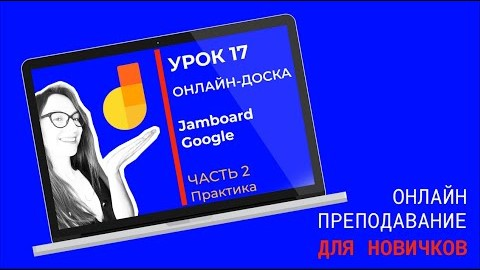 УРОК 17
ОНЛАЙН-ДОСКА
Jamboard
Google
ЧАСТЬ 2
Практика
ОНЛАЙН
ПРЕПОДАВАНИЕ
ДЛЯ НОВИЧКОВ